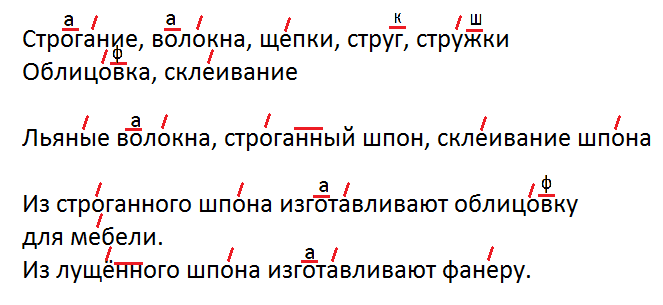 Строгание, волокна, щепки, струг, стружки
Облицовка, склеивание
Льяные волокна, строганный шпон, склеивание шпона
Из строганного шпона изготавливают облицовку
для мебели.
Из лущённого шпона изготавливают фанеру.